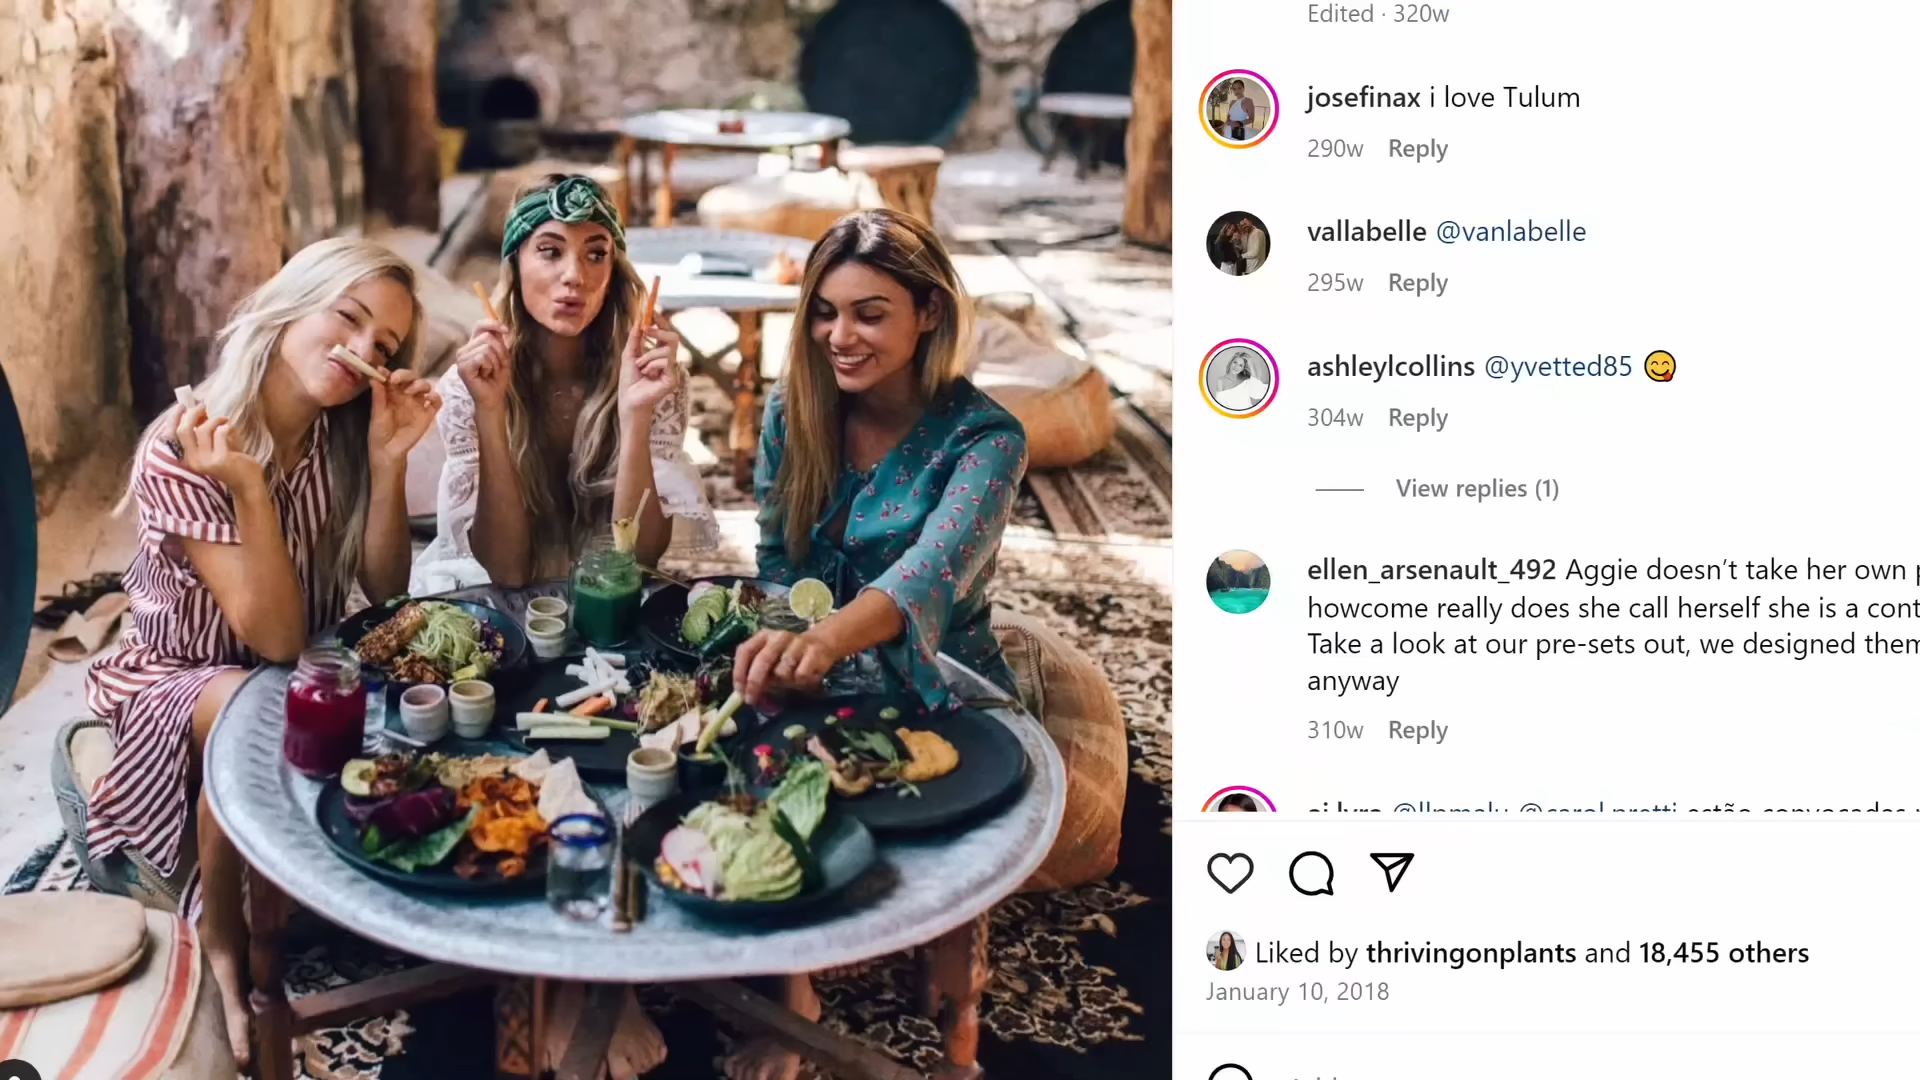 Edited · 320w
josefinax i love Tulum
290w Reply
vallabelle @vanlabelle
295w Reply
ashleylcollins @yvetted85 😋
304w Reply
View replies (1)
ellen_arsenault_492 Aggie doesn’t take her own
howcome really does she call herself she is a
Take a look at our pre-sets out, we designed
anyway
310w Reply
estão convocadas
Liked by thrivingonplants and 18,455 others
January 10, 2018